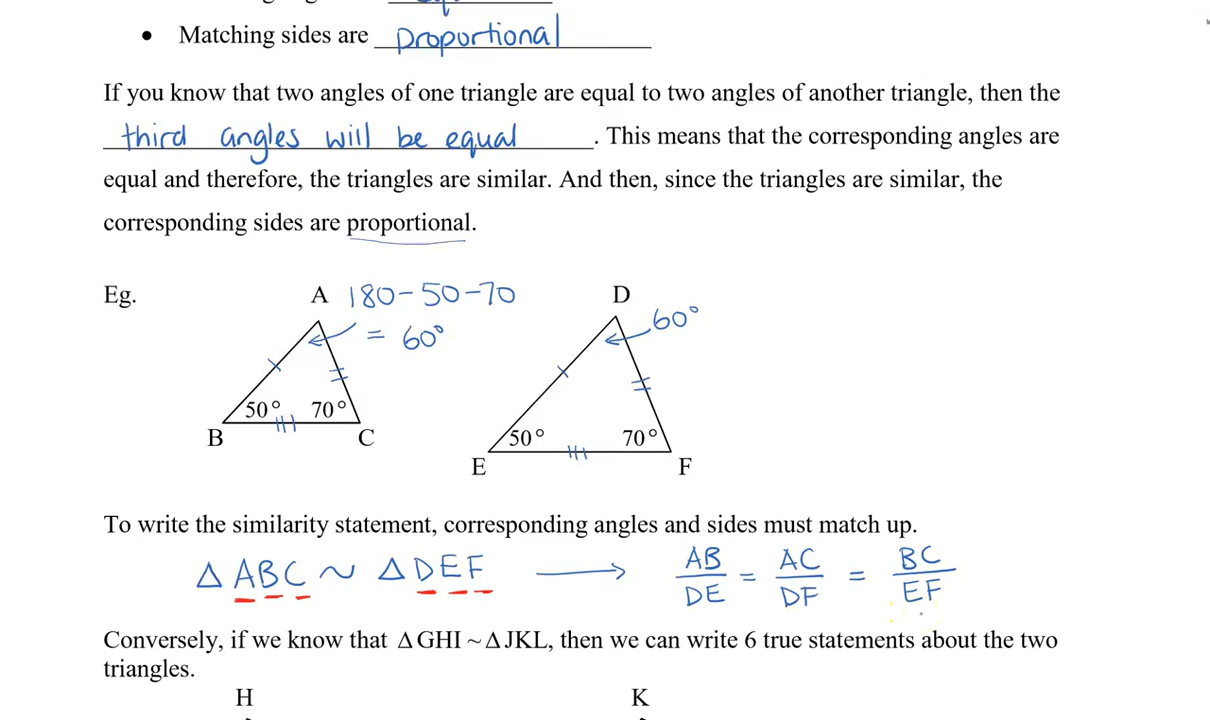 • Matching sides are proportional
If you know that two angles of one triangle are equal to two angles of another triangle, then the
third angles will be equal. This means that the corresponding angles are
equal and therefore, the triangles are similar. And then, since the triangles are similar, the
corresponding sides are proportional.
Eg.
A 180-50-70
= 60°
D
60°
50° 70°
B C
50° 70°
E F
To write the similarity statement, corresponding angles and sides must match up.
Δ ABC ~ Δ DEF → AB/DE = AC/DF = BC/EF
Conversely, if we know that Δ GHI ~ Δ JKL, then we can write 6 true statements about the two
triangles.
H K